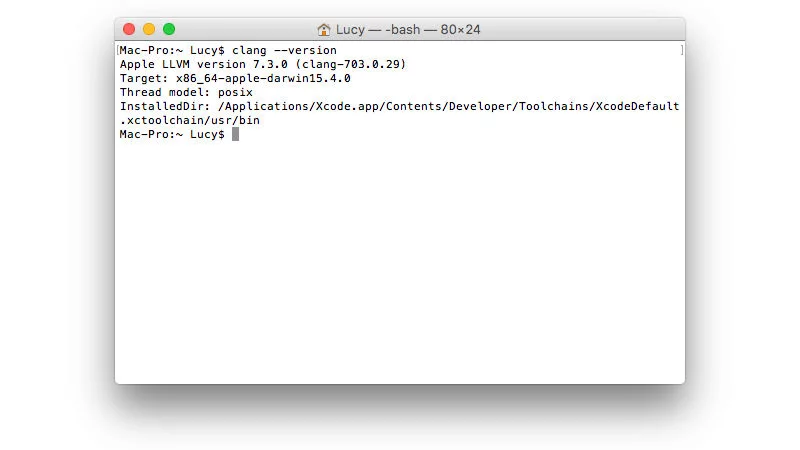 Lucy — -bash — 80×24
[Mac-Pro:~ Lucy$ clang --version ]
Apple LLVM version 7.3.0 (clang-703.0.29)
Target: x86_64-apple-darwin15.4.0
Thread model: posix
InstalledDir: /Applications/Xcode.app/Contents/Developer/Toolchains/XcodeDefault
.xctoolchain/usr/bin
Mac-Pro:~ Lucy$